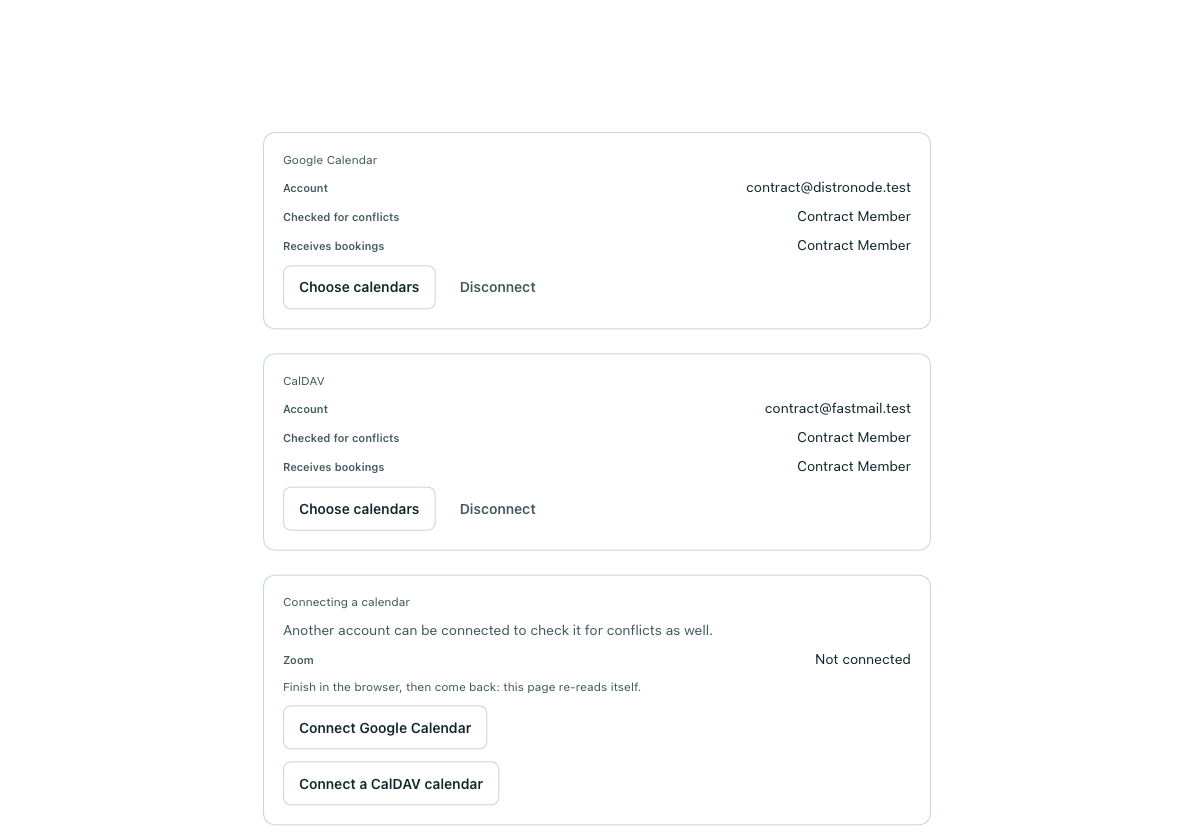 Google Calendar
Account contract@distronode.test
Checked for conflicts Contract Member
Receives bookings Contract Member
Choose calendars Disconnect
CalDAV
Account contract@fastmail.test
Checked for conflicts Contract Member
Receives bookings Contract Member
Choose calendars Disconnect
Connecting a calendar
Another account can be connected to check it for conflicts as well.
Zoom Not connected
Finish in the browser, then come back: this page re-reads itself.
Connect Google Calendar
Connect a CalDAV calendar